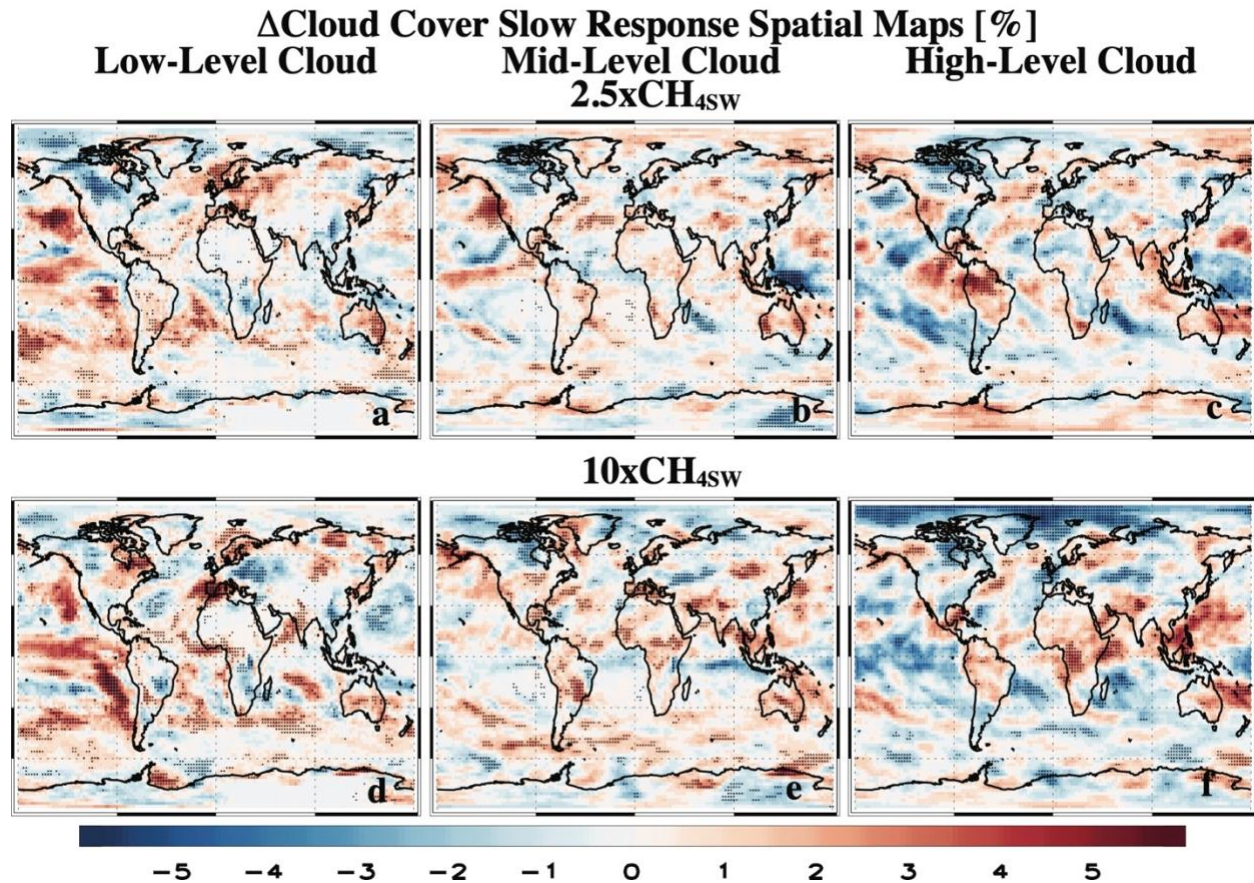 ΔCloud Cover Slow Response Spatial Maps [%]
Low-Level Cloud Mid-Level Cloud High-Level Cloud
2.5xCH4SW
a b c
10xCH4SW
d e f
−5 −4 −3 −2 −1 0 1 2 3 4 5